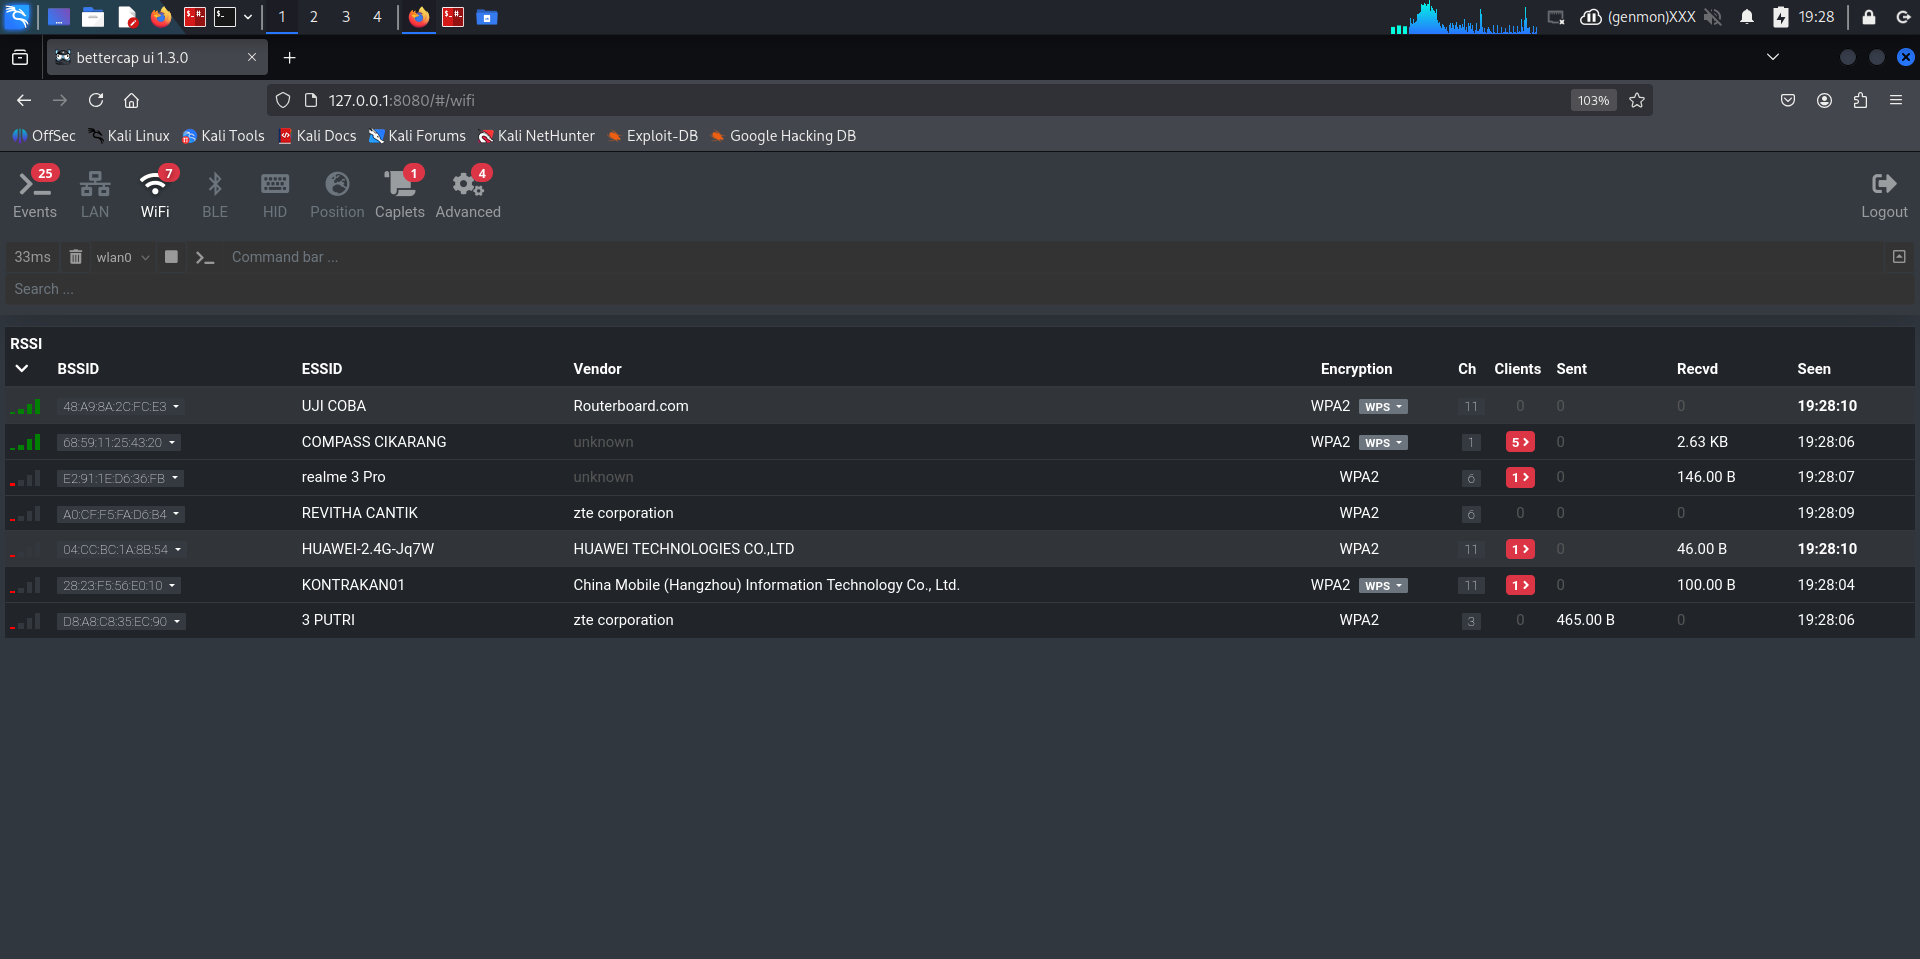 1 2 3 4 (genmon)XXX 19:28
bettercap ui 1.3.0
127.0.0.1:8080/#/wifi 103%
OffSec Kali Linux Kali Tools Kali Docs Kali Forums Kali NetHunter Exploit-DB Google Hacking DB
25 7 1 4
Events LAN WiFi BLE HID Position Caplets Advanced Logout
33ms wlan0 Command bar ...
Search ...
RSSI
BSSID ESSID Vendor Encryption Ch Clients Sent Recvd Seen
48:A9:8A:2C:FC:E3 UJI COBA Routerboard.com WPA2 WPS 11 0 0 0 19:28:10
68:59:11:25:43:20 COMPASS CIKARANG unknown WPA2 WPS 1 5 0 2.63 KB 19:28:06
E2:91:1E:D6:36:FB realme 3 Pro unknown WPA2 6 1 0 146.00 B 19:28:07
A0:CF:F5:FA:D6:B4 REVITHA CANTIK zte corporation WPA2 6 0 0 0 19:28:09
04:CC:BC:1A:8B:54 HUAWEI-2.4G-Jq7W HUAWEI TECHNOLOGIES CO.,LTD WPA2 11 1 0 46.00 B 19:28:10
28:23:F5:56:E0:10 KONTRAKAN01 China Mobile (Hangzhou) Information Technology Co., Ltd. WPA2 WPS 11 1 0 100.00 B 19:28:04
D8:A8:C8:35:EC:90 3 PUTRI zte corporation WPA2 3 0 465.00 B 0 19:28:06